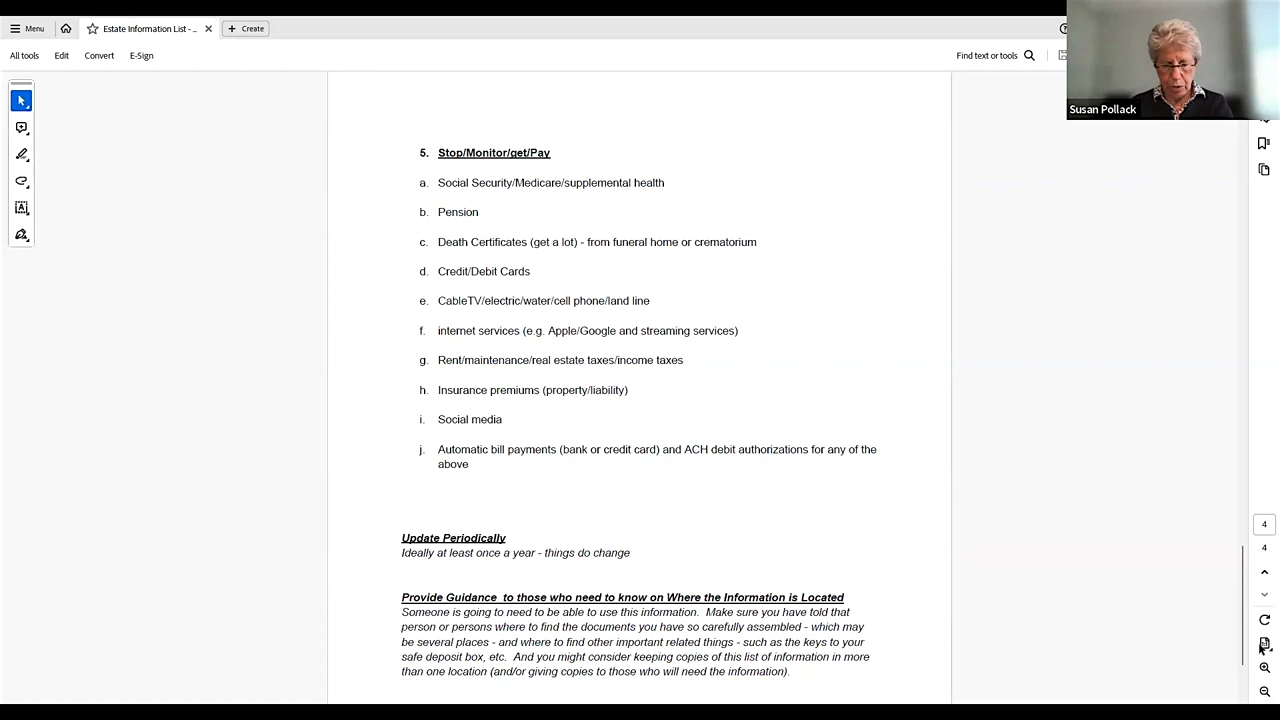 Menu
Estate Information List - ...
Create
All tools
Edit
Convert
E-Sign
Find text or tools
Susan Pollack
5. Stop/Monitor/get/Pay
a. Social Security/Medicare/supplemental health
b. Pension
c. Death Certificates (get a lot) - from funeral home or crematorium
d. Credit/Debit Cards
e. CableTV/electric/water/cell phone/land line
f. internet services (e.g. Apple/Google and streaming services)
g. Rent/maintenance/real estate taxes/income taxes
h. Insurance premiums (property/liability)
i. Social media
j. Automatic bill payments (bank or credit card) and ACH debit authorizations for any of the
above
Update Periodically
Ideally at least once a year - things do change
Provide Guidance to those who need to know on Where the Information is Located
Someone is going to need to be able to use this information. Make sure you have told that
person or persons where to find the documents you have so carefully assembled - which may
be several places - and where to find other important related things - such as the keys to your
safe deposit box, etc. And you might consider keeping copies of this list of information in more
than one location (and/or giving copies to those who will need the information).
4
4